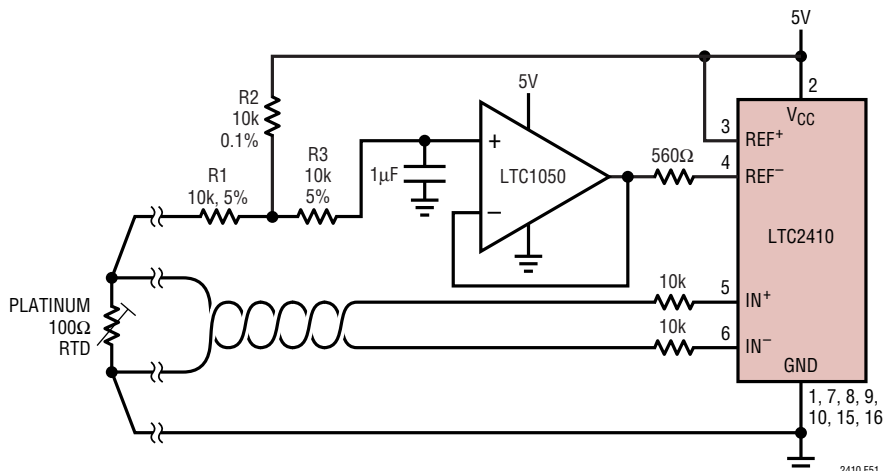 5V
2
VCC
R2
10k
0.1%
5V
3
REF+
R1
10k, 5%
R3
10k
5%
1µF
+
−
LTC1050
560Ω
4
REF−
LTC2410
PLATINUM
100Ω
RTD
10k
5
IN+
10k
6
IN−
GND
1, 7, 8, 9,
10, 15, 16
2410 F51